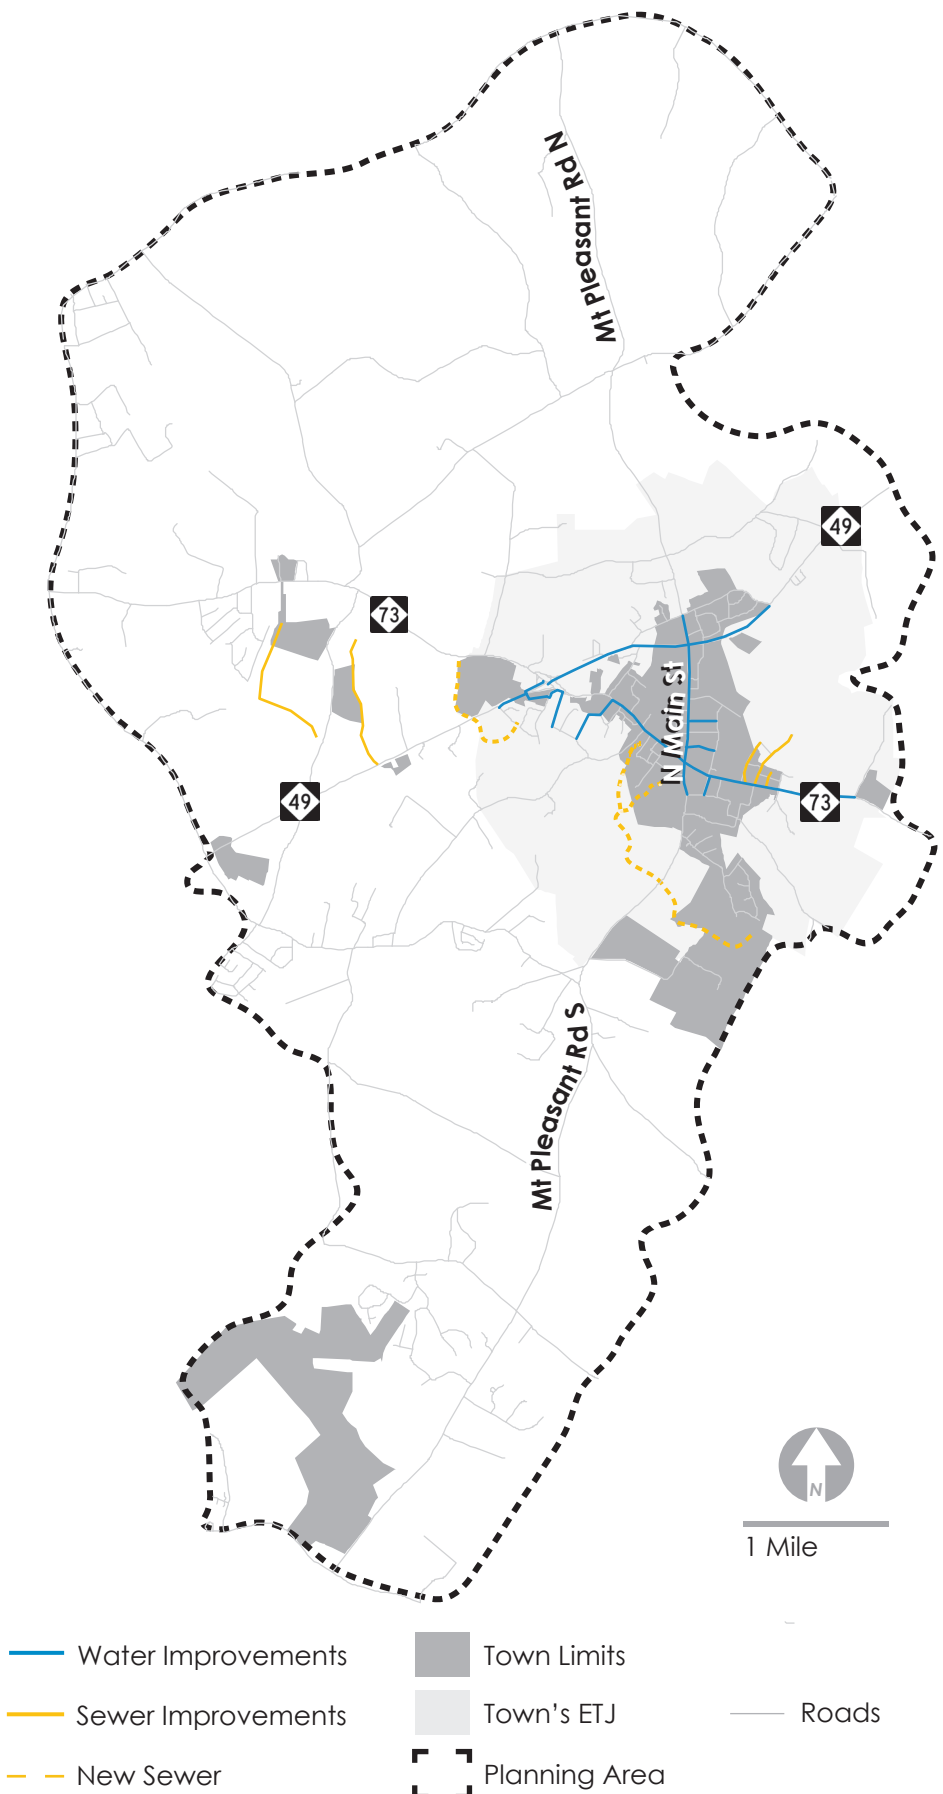 Mt Pleasant Rd N
49
73
N Main St
49
73
Mt Pleasant Rd S
N
1 Mile
Water Improvements
Town Limits
Sewer Improvements
Town's ETJ
Roads
New Sewer
Planning Area